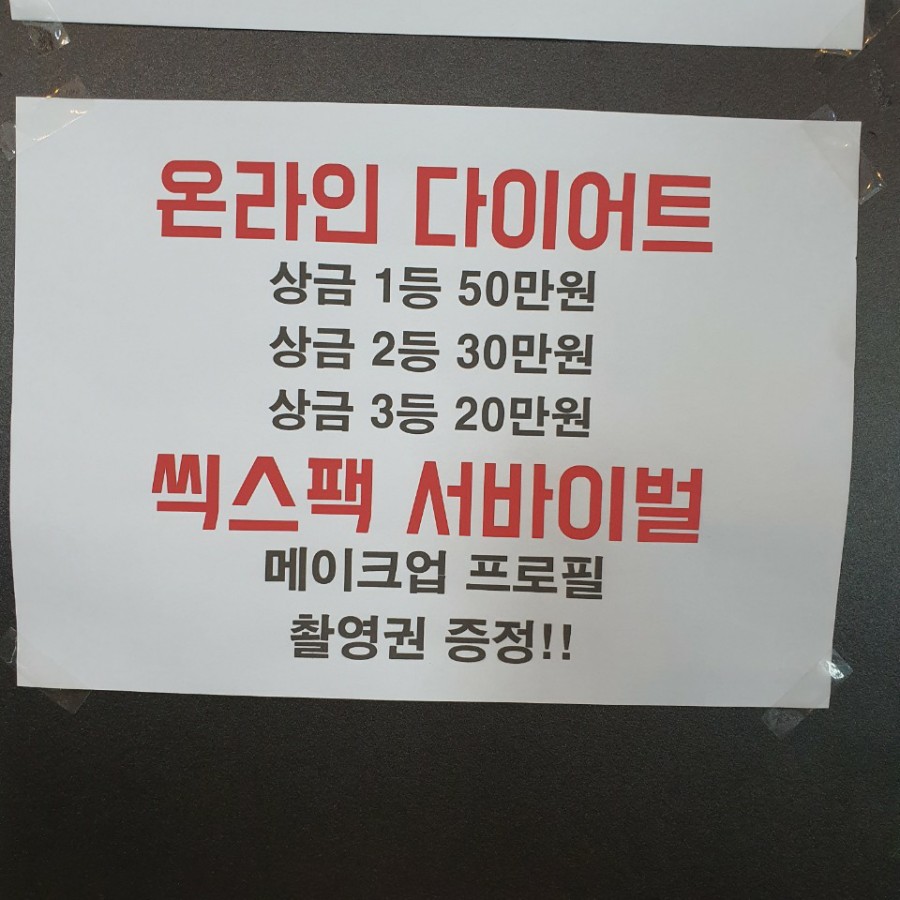 온라인 다이어트
상금 1등 50만원
상금 2등 30만원
상금 3등 20만원
씩스팩 서바이벌
메이크업 프로필
촬영권 증정!!